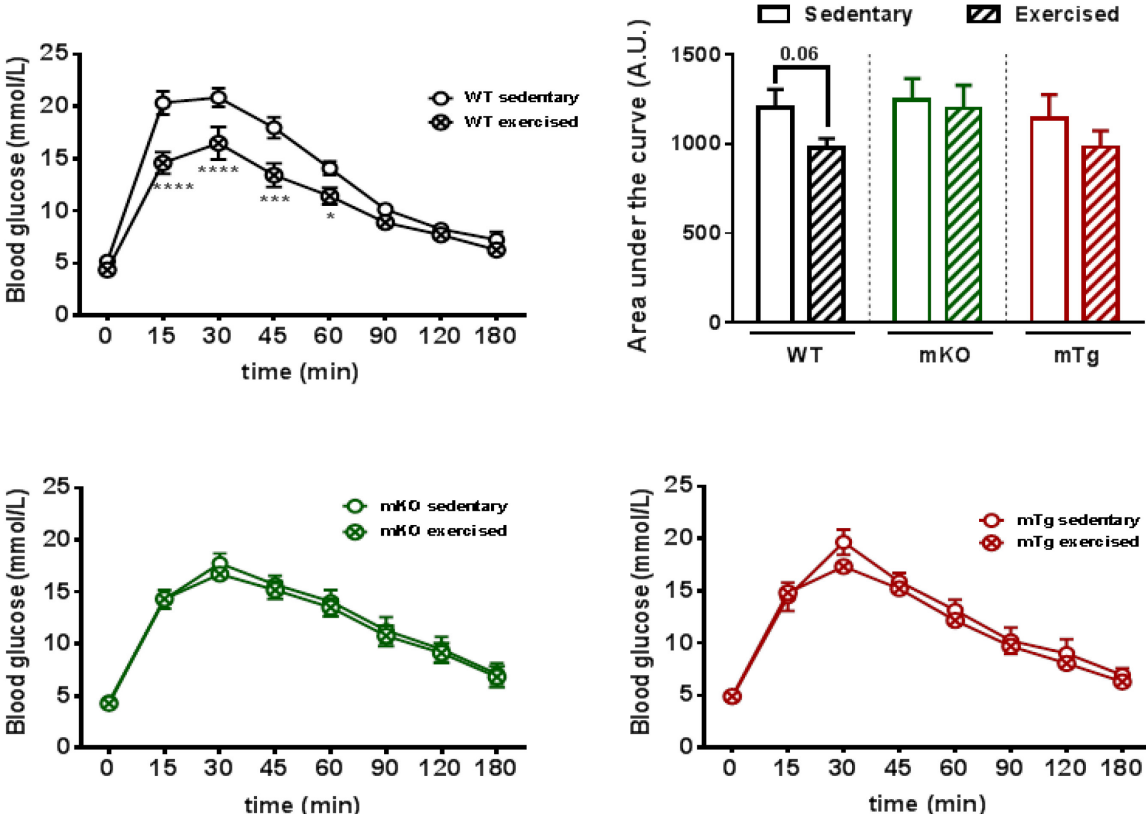 Sedentary Exercised
Blood glucose (mmol/L)
25
20
15
10
5
0
WT sedentary
WT exercised
**** **** *** *
0 15 30 45 60 90 120 180
time (min)
Area under the curve (A.U.)
1500
1000
500
0
0.06
WT mKO mTg
Blood glucose (mmol/L)
25
20
15
10
5
0
mKO sedentary
mKO exercised
0 15 30 45 60 90 120 180
time (min)
Blood glucose (mmol/L)
25
20
15
10
5
0
mTg sedentary
mTg exercised
0 15 30 45 60 90 120 180
time (min)